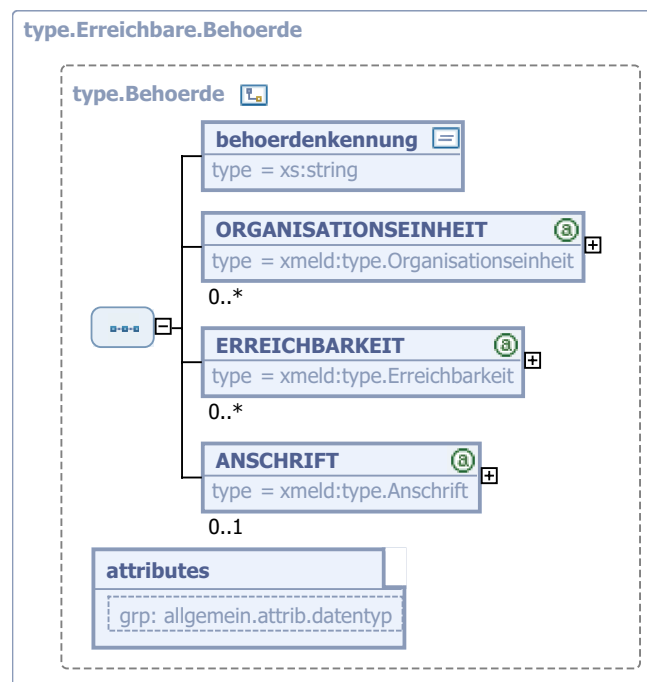 type.Erreichbare.Behoerde
type.Behoerde
behoerdenkennung
type = xs:string
ORGANISATIONSEINHEIT
type = xmeld:type.Organisationseinheit
0..*
ERREICHBARKEIT
type = xmeld:type.Erreichbarkeit
0..*
ANSCHRIFT
type = xmeld:type.Anschrift
0..1
attributes
grp: allgemein.attrib.datentyp